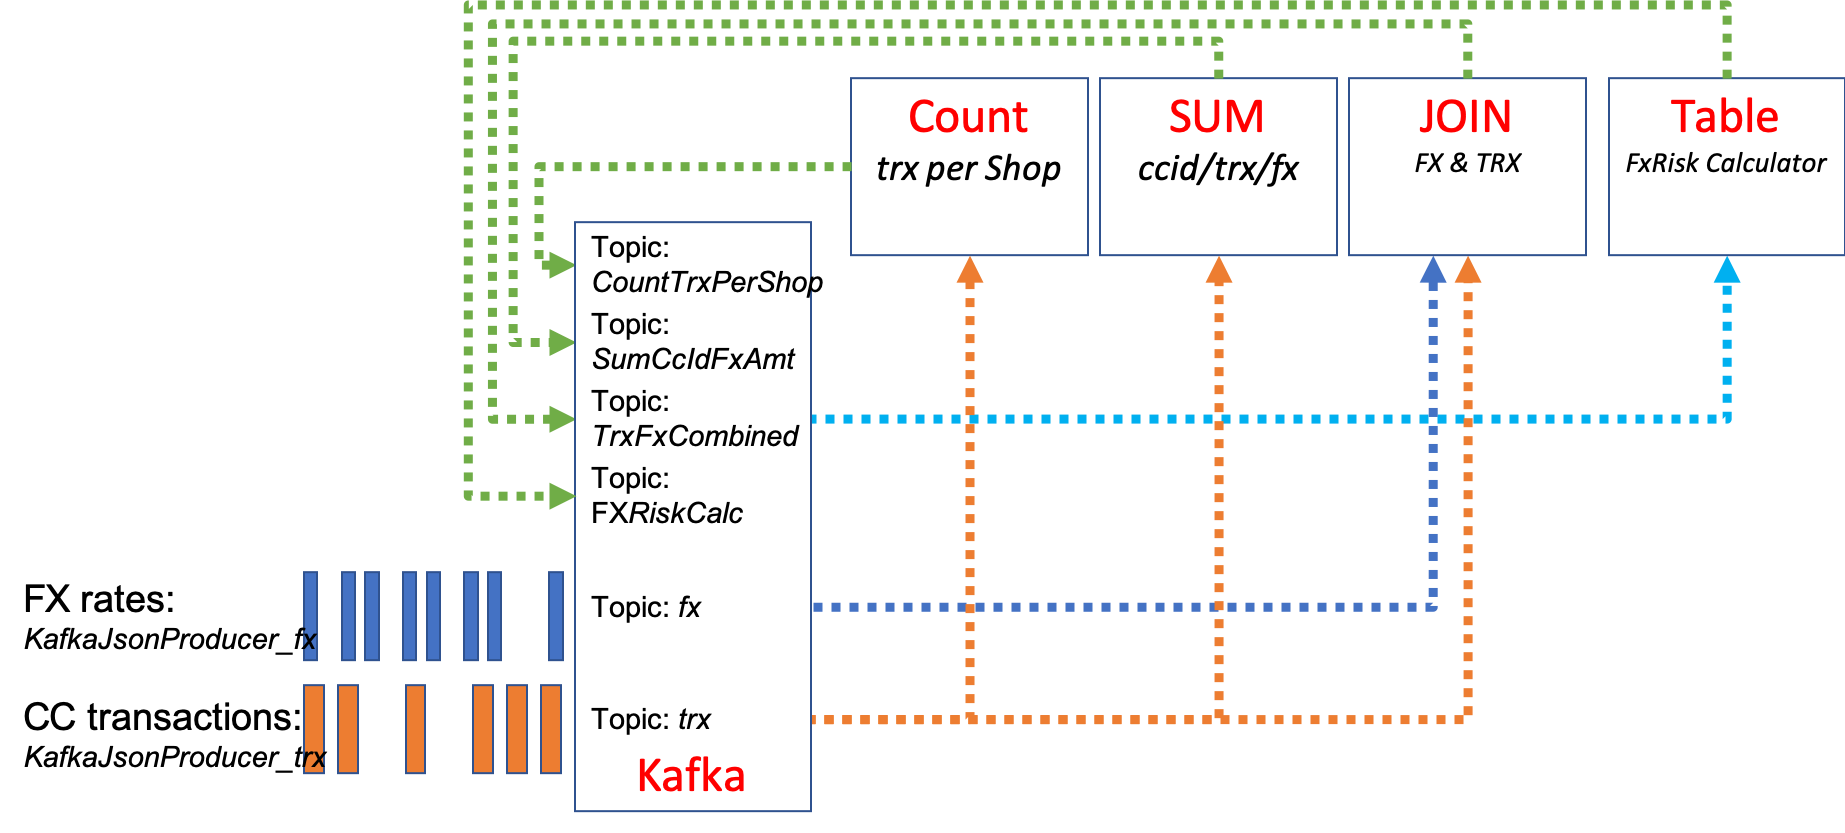 Count
trx per Shop
SUM
ccid/trx/fx
JOIN
FX & TRX
Table
FxRisk Calculator
Topic:
CountTrxPerShop
Topic:
SumCcIdFxAmt
Topic:
TrxFxCombined
Topic:
FXRiskCalc
FX rates:
KafkaJsonProducer_fx
Topic: fx
CC transactions:
KafkaJsonProducer_trx
Topic: trx
Kafka